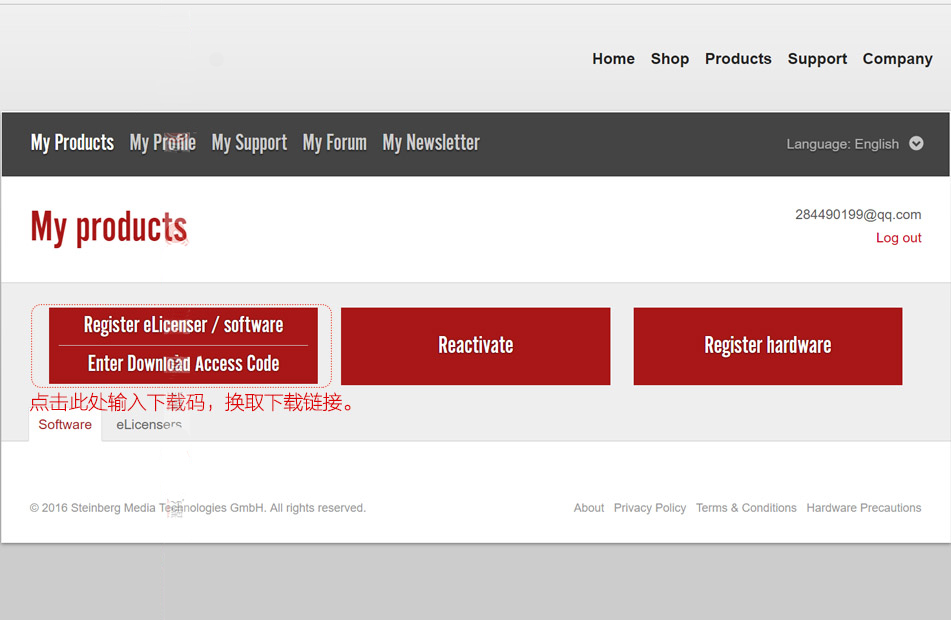 Home Shop Products Support Company
My Products My Profile My Support My Forum My Newsletter
Language: English
My products
284490199@qq.com
Log out
Register eLicenser / software
Enter Download Access Code
Reactivate
Register hardware
点击此处输入下载码，换取下载链接。
Software eLicensers
© 2016 Steinberg Media Technologies GmbH. All rights reserved.
About Privacy Policy Terms & Conditions Hardware Precautions